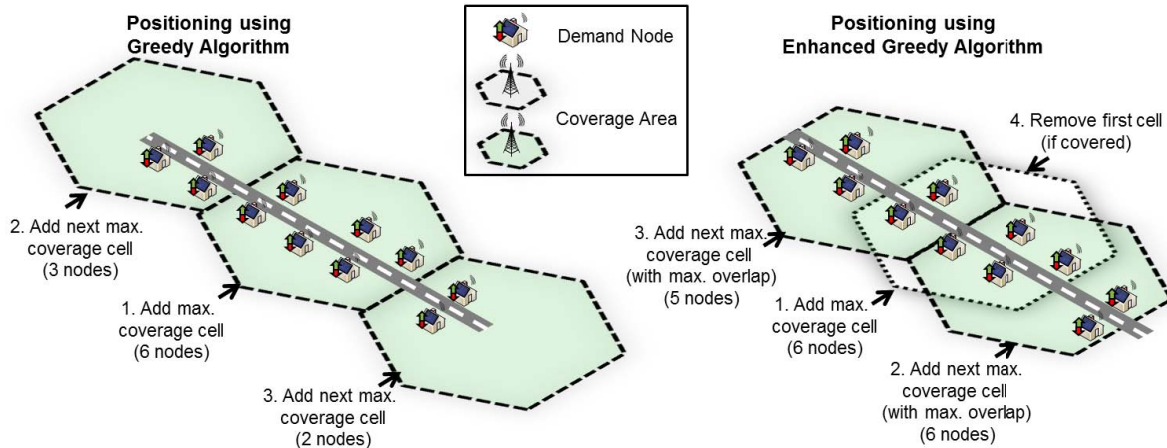 Positioning using
Greedy Algorithm
2. Add next max.
coverage cell
(3 nodes)
1. Add max.
coverage cell
(6 nodes)
3. Add next max.
coverage cell
(2 nodes)
Demand Node
Coverage Area
Positioning using
Enhanced Greedy Algorithm
4. Remove first cell
(if covered)
3. Add next max.
coverage cell
(with max. overlap)
(5 nodes)
1. Add max.
coverage cell
(6 nodes)
2. Add next max.
coverage cell
(with max. overlap)
(6 nodes)